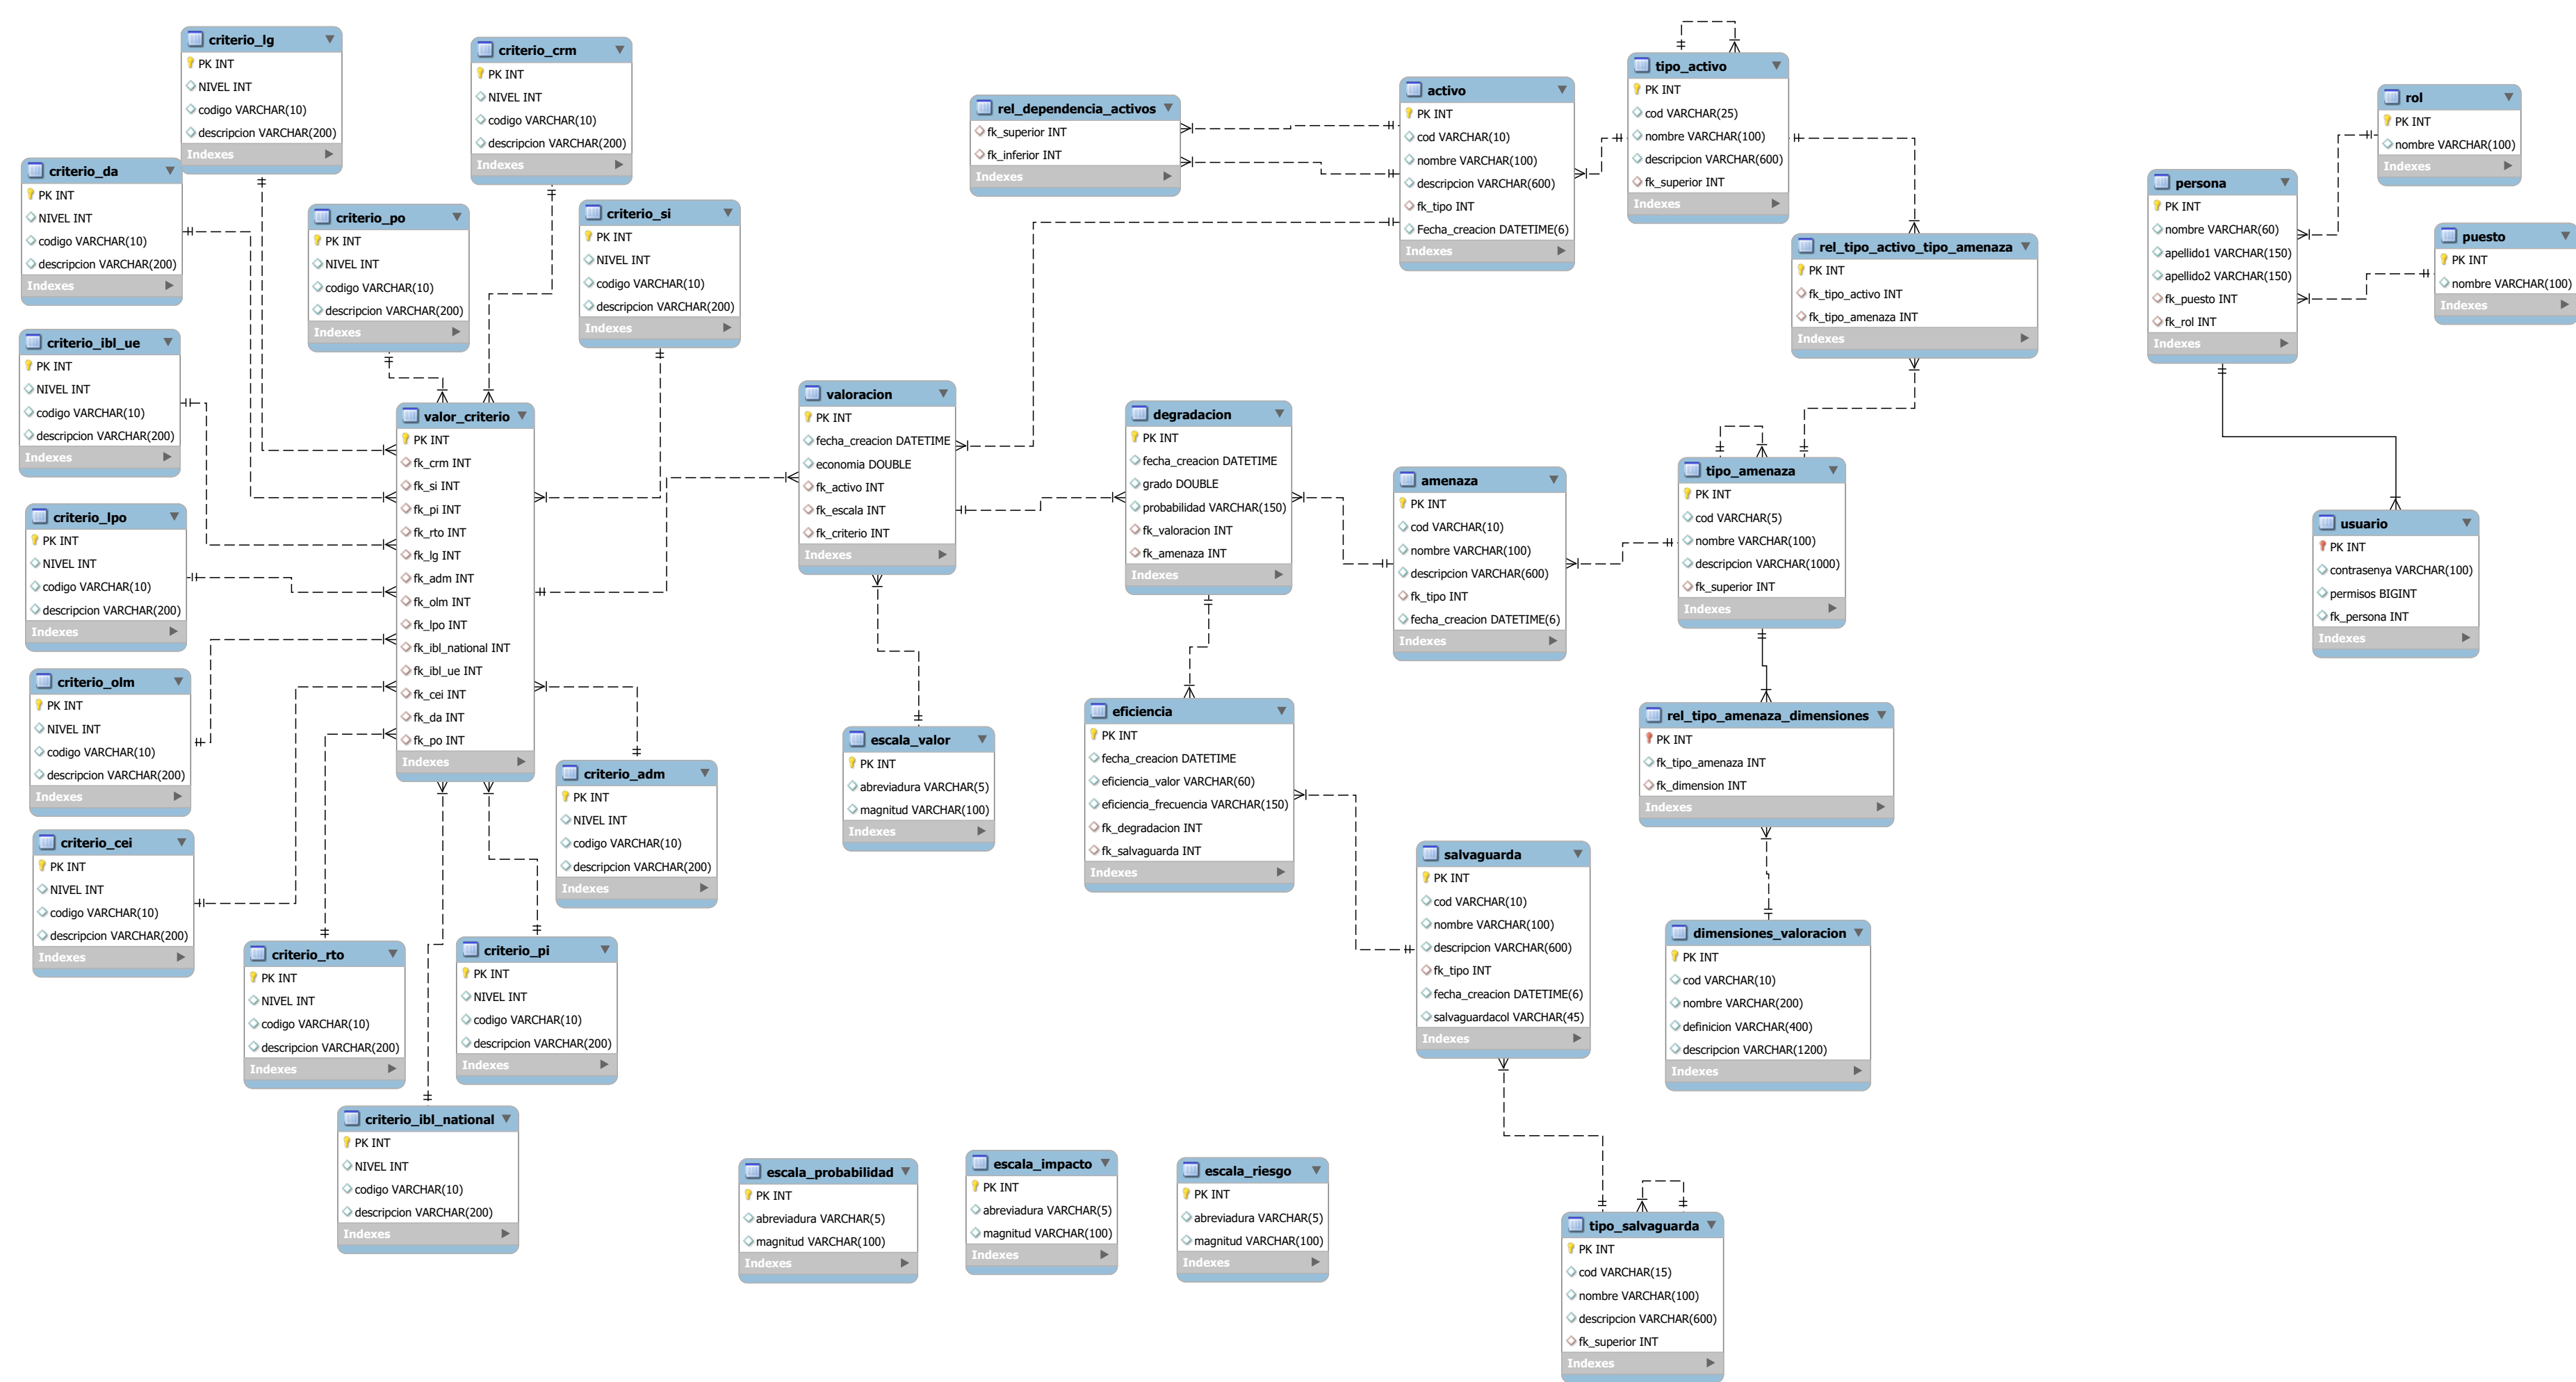 criterio_lg
PK INT
NIVEL INT
codigo VARCHAR(10)
descripcion VARCHAR(200)
Indexes
criterio_crm
PK INT
NIVEL INT
codigo VARCHAR(10)
descripcion VARCHAR(200)
Indexes
criterio_da
PK INT
NIVEL INT
codigo VARCHAR(10)
descripcion VARCHAR(200)
Indexes
criterio_po
PK INT
NIVEL INT
codigo VARCHAR(10)
descripcion VARCHAR(200)
Indexes
criterio_si
PK INT
NIVEL INT
codigo VARCHAR(10)
descripcion VARCHAR(200)
Indexes
criterio_ibl_ue
PK INT
NIVEL INT
codigo VARCHAR(10)
descripcion VARCHAR(200)
Indexes
criterio_lpo
PK INT
NIVEL INT
codigo VARCHAR(10)
descripcion VARCHAR(200)
Indexes
criterio_olm
PK INT
NIVEL INT
codigo VARCHAR(10)
descripcion VARCHAR(200)
Indexes
criterio_cei
PK INT
NIVEL INT
codigo VARCHAR(10)
descripcion VARCHAR(200)
Indexes
valor_criterio
PK INT
fk_crm INT
fk_si INT
fk_pi INT
fk_rto INT
fk_lg INT
fk_adm INT
fk_olm INT
fk_lpo INT
fk_ibl_national INT
fk_ibl_ue INT
fk_cei INT
fk_da INT
fk_po INT
Indexes
criterio_adm
PK INT
NIVEL INT
codigo VARCHAR(10)
descripcion VARCHAR(200)
Indexes
criterio_rto
PK INT
NIVEL INT
codigo VARCHAR(10)
descripcion VARCHAR(200)
Indexes
criterio_pi
PK INT
NIVEL INT
codigo VARCHAR(10)
descripcion VARCHAR(200)
Indexes
criterio_ibl_national
PK INT
NIVEL INT
codigo VARCHAR(10)
descripcion VARCHAR(200)
Indexes
rel_dependencia_activos
fk_superior INT
fk_inferior INT
Indexes
activo
PK INT
cod VARCHAR(10)
nombre VARCHAR(100)
descripcion VARCHAR(600)
fk_tipo INT
Fecha_creacion DATETIME(6)
Indexes
tipo_activo
PK INT
cod VARCHAR(25)
nombre VARCHAR(100)
descripcion VARCHAR(600)
fk_superior INT
Indexes
rel_tipo_activo_tipo_amenaza
PK INT
fk_tipo_activo INT
fk_tipo_amenaza INT
Indexes
valoracion
PK INT
fecha_creacion DATETIME
economia DOUBLE
fk_activo INT
fk_escala INT
fk_criterio INT
Indexes
degradacion
PK INT
fecha_creacion DATETIME
grado DOUBLE
probabilidad VARCHAR(150)
fk_valoracion INT
fk_amenaza INT
Indexes
amenaza
PK INT
cod VARCHAR(10)
nombre VARCHAR(100)
descripcion VARCHAR(600)
fk_tipo INT
fecha_creacion DATETIME(6)
Indexes
tipo_amenaza
PK INT
cod VARCHAR(5)
nombre VARCHAR(100)
descripcion VARCHAR(1000)
fk_superior INT
Indexes
escala_valor
PK INT
abreviadura VARCHAR(5)
magnitud VARCHAR(100)
Indexes
eficiencia
PK INT
fecha_creacion DATETIME
eficiencia_valor VARCHAR(60)
eficiencia_frecuencia VARCHAR(150)
fk_degradacion INT
fk_salvaguarda INT
Indexes
rel_tipo_amenaza_dimensiones
PK INT
fk_tipo_amenaza INT
fk_dimension INT
Indexes
salvaguarda
PK INT
cod VARCHAR(10)
nombre VARCHAR(100)
descripcion VARCHAR(600)
fk_tipo INT
fecha_creacion DATETIME(6)
salvaguardacol VARCHAR(45)
Indexes
dimensiones_valoracion
PK INT
cod VARCHAR(10)
nombre VARCHAR(200)
definicion VARCHAR(400)
descripcion VARCHAR(1200)
Indexes
escala_probabilidad
PK INT
abreviadura VARCHAR(5)
magnitud VARCHAR(100)
Indexes
escala_impacto
PK INT
abreviadura VARCHAR(5)
magnitud VARCHAR(100)
Indexes
escala_riesgo
PK INT
abreviadura VARCHAR(5)
magnitud VARCHAR(100)
Indexes
tipo_salvaguarda
PK INT
cod VARCHAR(15)
nombre VARCHAR(100)
descripcion VARCHAR(600)
fk_superior INT
Indexes
rol
PK INT
nombre VARCHAR(100)
Indexes
persona
PK INT
nombre VARCHAR(60)
apellido1 VARCHAR(150)
apellido2 VARCHAR(150)
fk_puesto INT
fk_rol INT
Indexes
puesto
PK INT
nombre VARCHAR(100)
Indexes
usuario
PK INT
contrasenya VARCHAR(100)
permisos BIGINT
fk_persona INT
Indexes